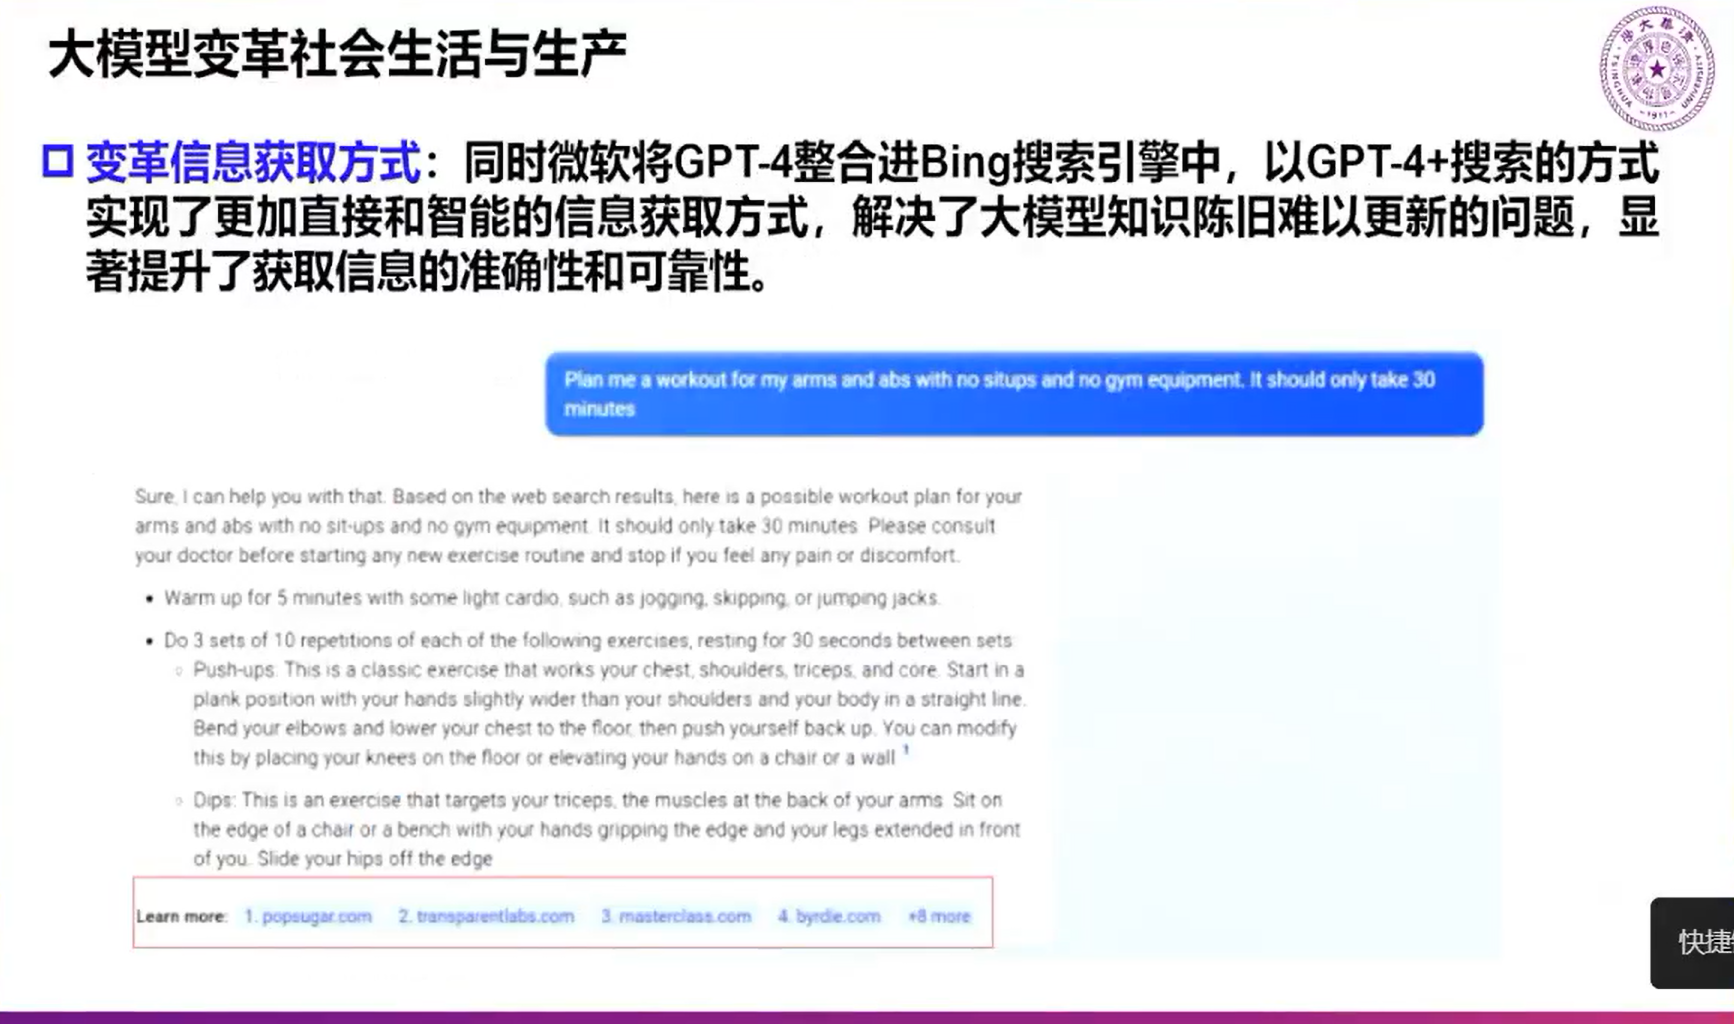 大模型变革社会生活与生产
变革信息获取方式：同时微软将GPT-4整合进Bing搜索引擎中，以GPT-4+搜索的方式
实现了更加直接和智能的信息获取方式，解决了大模型知识陈旧难以更新的问题，显
著提升了获取信息的准确性和可靠性。
Plan me a workout for my arms and abs with no situps and no gym equipment. It should only take 30
minutes
Sure, I can help you with that. Based on the web search results, here is a possible workout plan for your
arms and abs with no sit-ups and no gym equipment. It should only take 30 minutes. Please consult
your doctor before starting any new exercise routine and stop if you feel any pain or discomfort.
• Warm up for 5 minutes with some light cardio, such as jogging, skipping, or jumping jacks.
• Do 3 sets of 10 repetitions of each of the following exercises, resting for 30 seconds between sets
○ Push-ups: This is a classic exercise that works your chest, shoulders, triceps, and core. Start in a
plank position with your hands slightly wider than your shoulders and your body in a straight line.
Bend your elbows and lower your chest to the floor, then push yourself back up. You can modify
this by placing your knees on the floor or elevating your hands on a chair or a wall 1
○ Dips: This is an exercise that targets your triceps, the muscles at the back of your arms. Sit on
the edge of a chair or a bench with your hands gripping the edge and your legs extended in front
of you. Slide your hips off the edge
Learn more: 1. popsugar.com 2. transparentlabs.com 3. masterclass.com 4. byrdie.com +8 more
快捷
TSINGHUA UNIVERSITY
-1911-